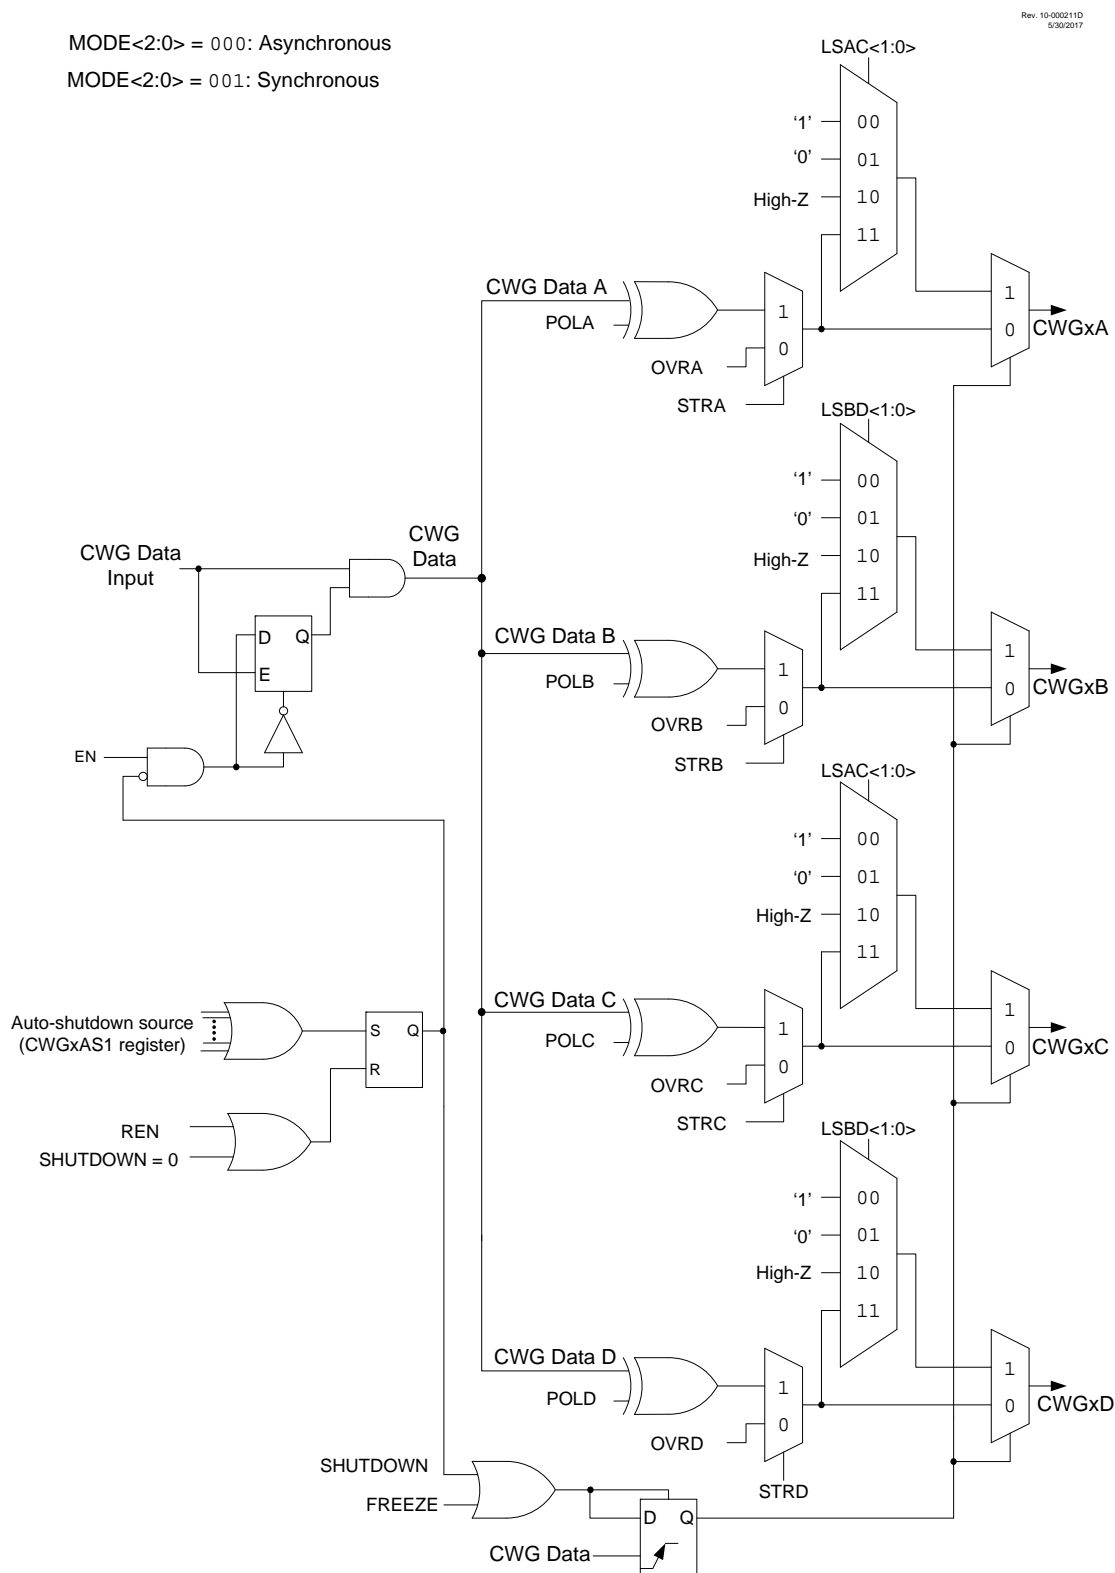 Rev. 10-000211D
5/30/2017
MODE<2:0> = 000: Asynchronous
MODE<2:0> = 001: Synchronous
LSAC<1:0>
'1'
00
'0'
01
High-Z
10
11
CWG Data A
POLA
1
0
OVRA
STRA
1
0
CWGxA
LSBD<1:0>
'1'
00
'0'
01
High-Z
10
11
CWG Data
Input
CWG
Data
D
Q
E
EN
CWG Data B
POLB
1
0
OVRB
STRB
1
0
CWGxB
LSAC<1:0>
'1'
00
'0'
01
High-Z
10
11
CWG Data C
POLC
1
0
OVRC
STRC
1
0
CWGxC
Auto-shutdown source
(CWGxAS1 register)
S
Q
R
REN
SHUTDOWN = 0
LSBD<1:0>
'1'
00
'0'
01
High-Z
10
11
CWG Data D
POLD
1
0
OVRD
STRD
1
0
CWGxD
SHUTDOWN
FREEZE
D
Q
CWG Data